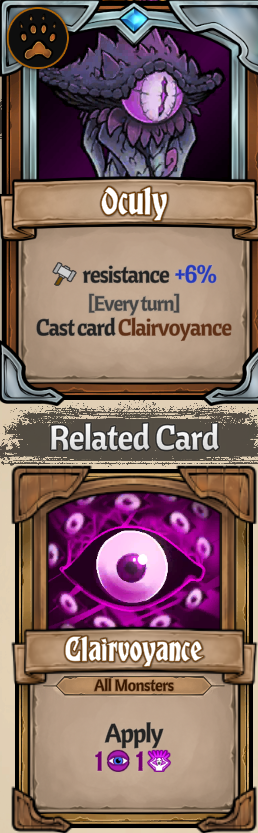 Oculy
resistance +6%
[Every turn]
Cast card Clairvoyance
Related Card
Clairvoyance
All Monsters
Apply
1 1